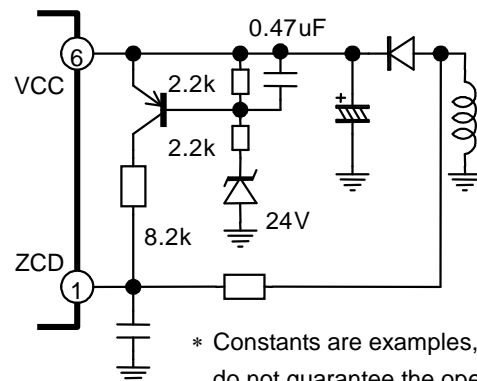 0.47uF
6
VCC
2.2k
+
2.2k
24V
8.2k
ZCD
1
* Constants are examples,
do not guarantee the ope